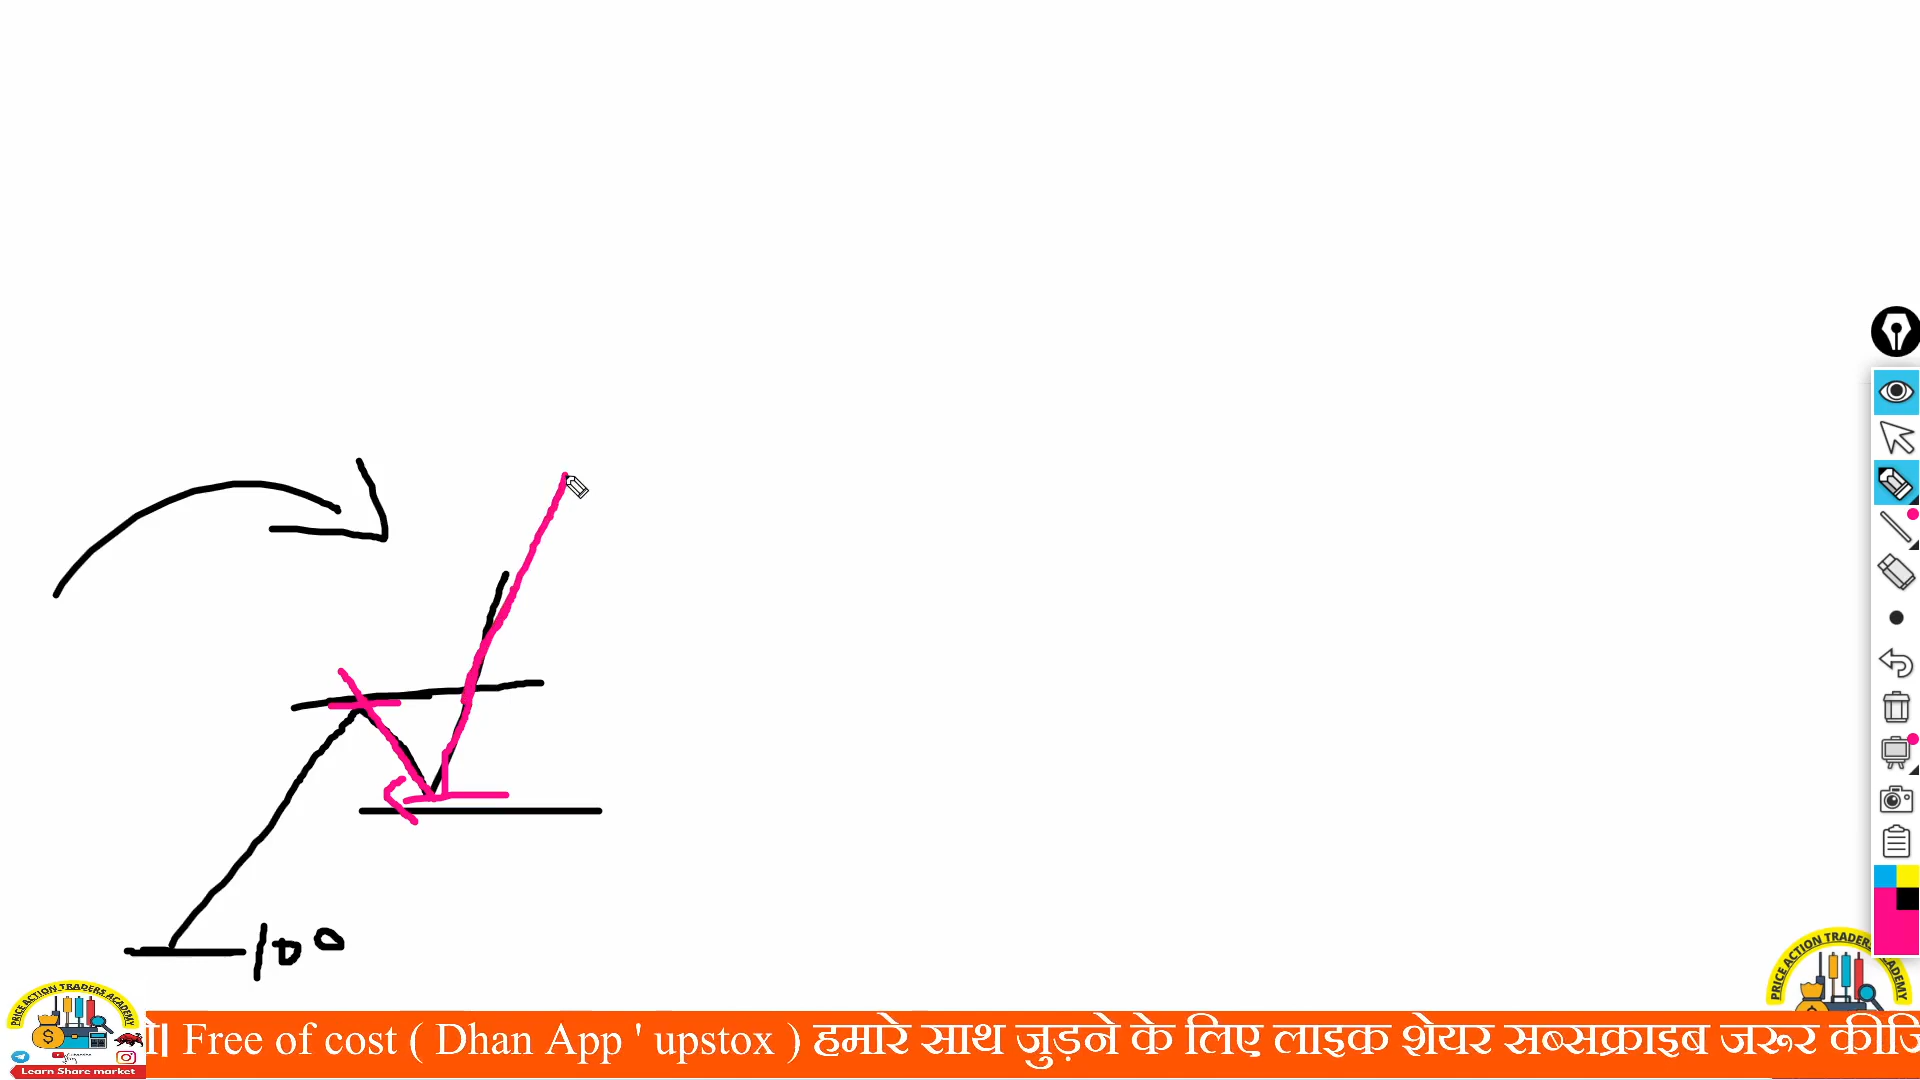 100
PRICE ACTION TRADERS ACADEMY
PRICE ACTION TRADER ACADEMY
Free of cost ( Dhan App ' upstox ) हमारे साथ जुड़ने के लिए लाइक शेयर सब्सक्राइब जरूर
Learn Share market